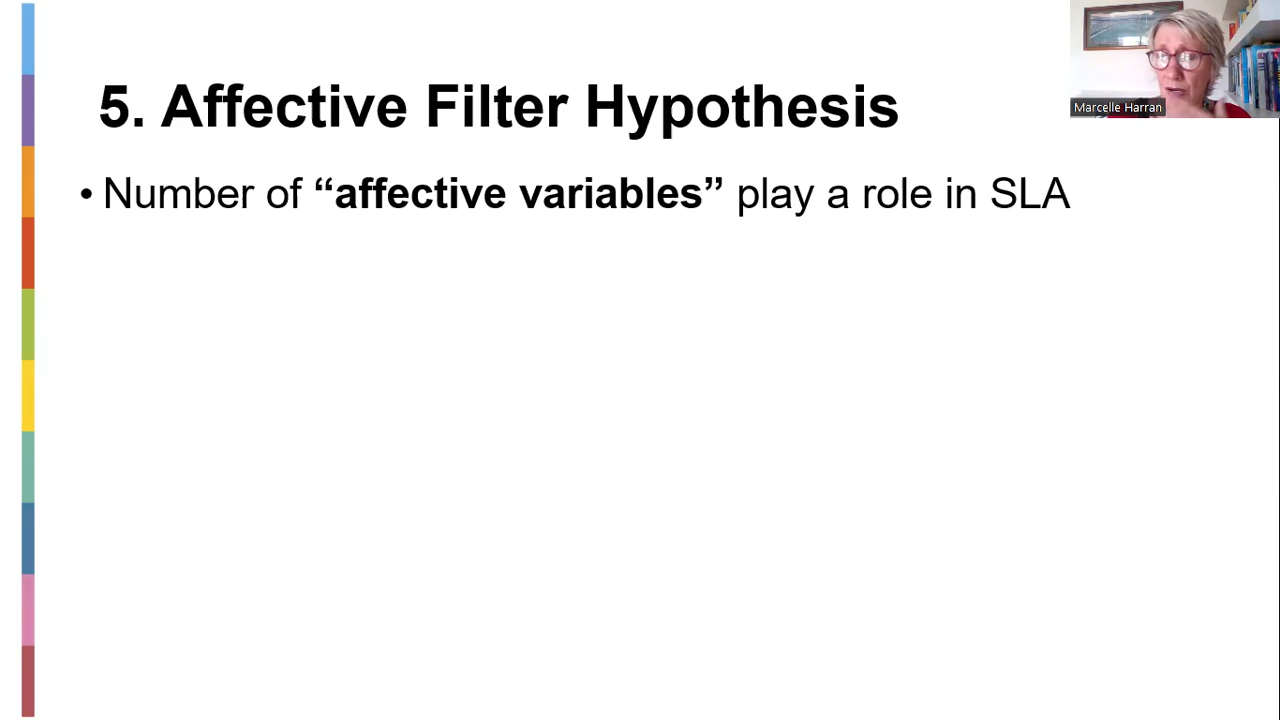 5. Affective Filter Hypothesis
• Number of “affective variables” play a role in SLA
Marcelle Harran